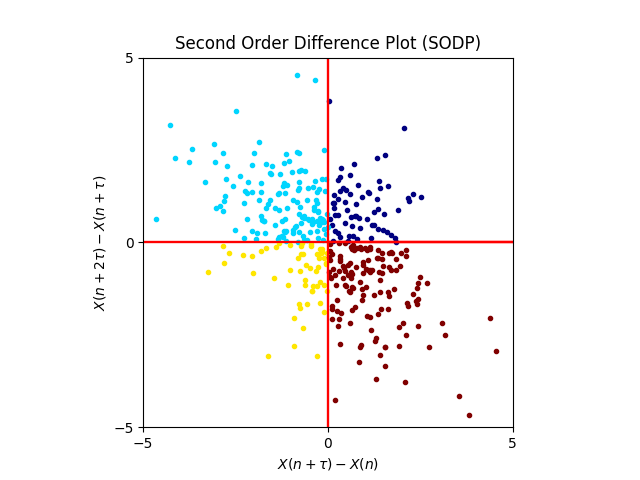 Second Order Difference Plot (SODP)
5
0
−5
−5
0
5
X(n + 2τ) − X(n + τ)
X(n + τ) − X(n)